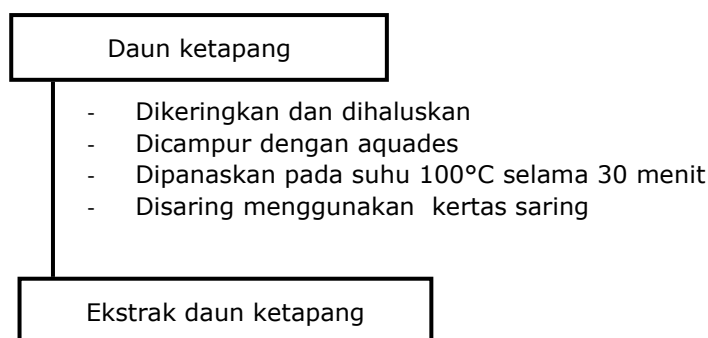 Daun ketapang
- Dikeringkan dan dihaluskan
- Dicampur dengan aquades
- Dipanaskan pada suhu 100°C selama 30 menit
- Disaring menggunakan kertas saring
Ekstrak daun ketapang